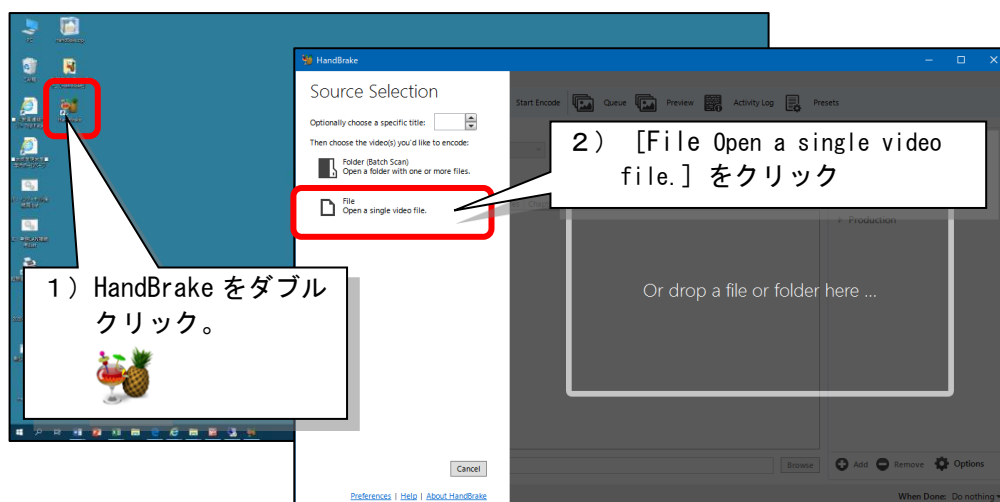 HandBrake
Source Selection
Optionally choose a specific title:
Then choose the video(s) you'd like to encode:
Folder (Batch Scan)
Open a folder with one or more files.
File
Open a single video file.
Start Encode
Queue
Preview
Activity Log
Presets
2) [File Open a single video
file.] をクリック
+ Production
Or drop a file or folder here ...
1) HandBrake をダブル
クリック。
Cancel
Browse
Add
Remove
Options
Preferences | Help | About HandBrake
When Done: Do nothing